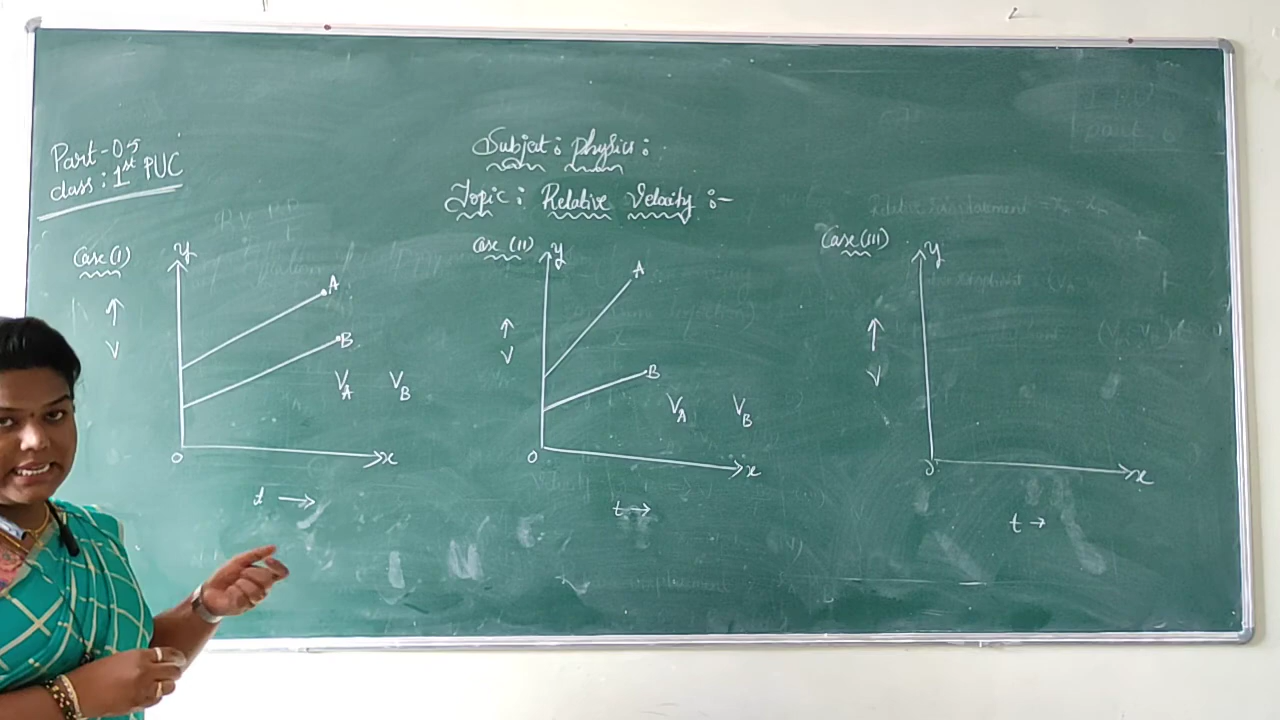 Part-05
class: 1st PUC
Subject: physics:
Topic: Relative Velocity :-
Case (I)
y
A
B
↑
V
VA VB
O
x
t →
Case (II)
y
A
B
↑
V
VA VB
O
x
t →
Case (III)
y
↑
V
O
x
t →